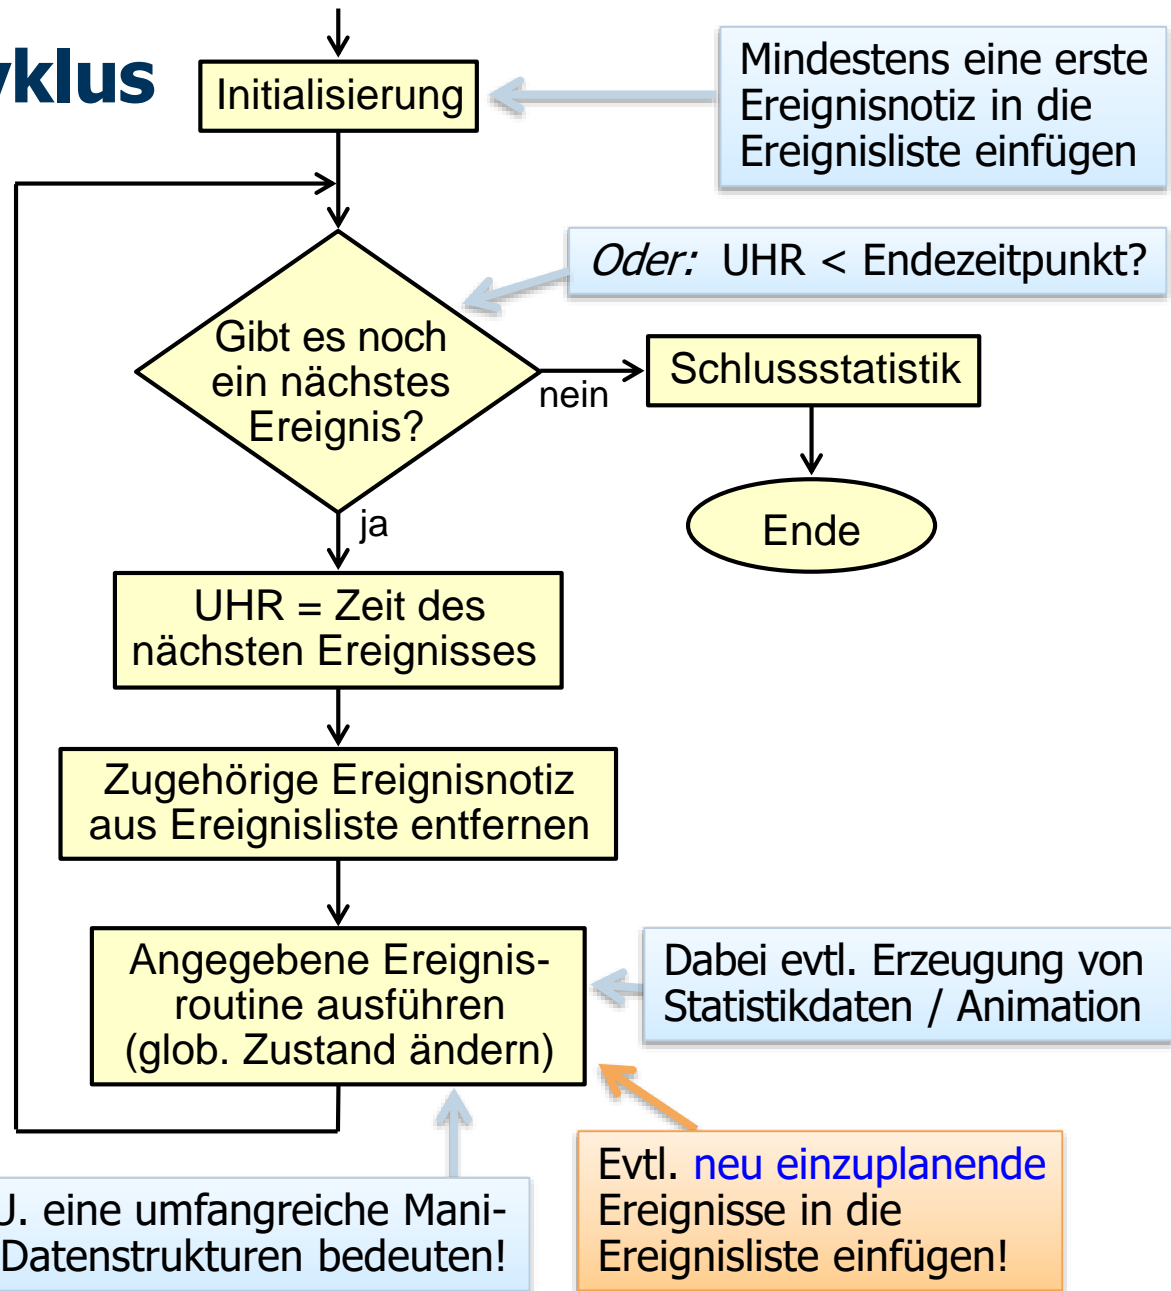 yklus
Initialisierung
Mindestens eine erste
Ereignisnotiz in die
Ereignisliste einfügen
Oder: UHR < Endezeitpunkt?
Gibt es noch
ein nächstes
Ereignis?
nein
Schlussstatistik
ja
Ende
UHR = Zeit des
nächsten Ereignisses
Zugehörige Ereignisnotiz
aus Ereignisliste entfernen
Angegebene Ereignis-
routine ausführen
(glob. Zustand ändern)
Dabei evtl. Erzeugung von
Statistikdaten / Animation
U. eine umfangreiche Mani-
Datenstrukturen bedeuten!
Evtl. neu einzuplanende
Ereignisse in die
Ereignisliste einfügen!